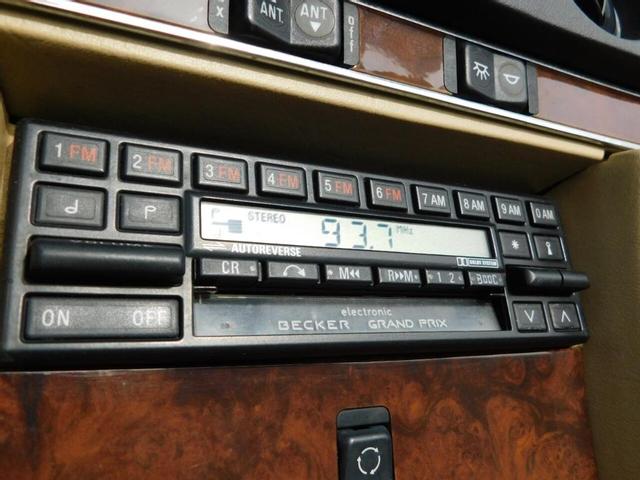 ANT. ANT
x
off
1 FM 2 FM 3 FM 4 FM 5 FM 6 FM 7 AM 8 AM 9 AM 0 AM
STEREO 93.7 MHz
AUTOREVERSE DOLBY SYSTEM
CR * M◄◄ R►►M 1 2
*
ON OFF
electronic
BECKER GRAND PRIX